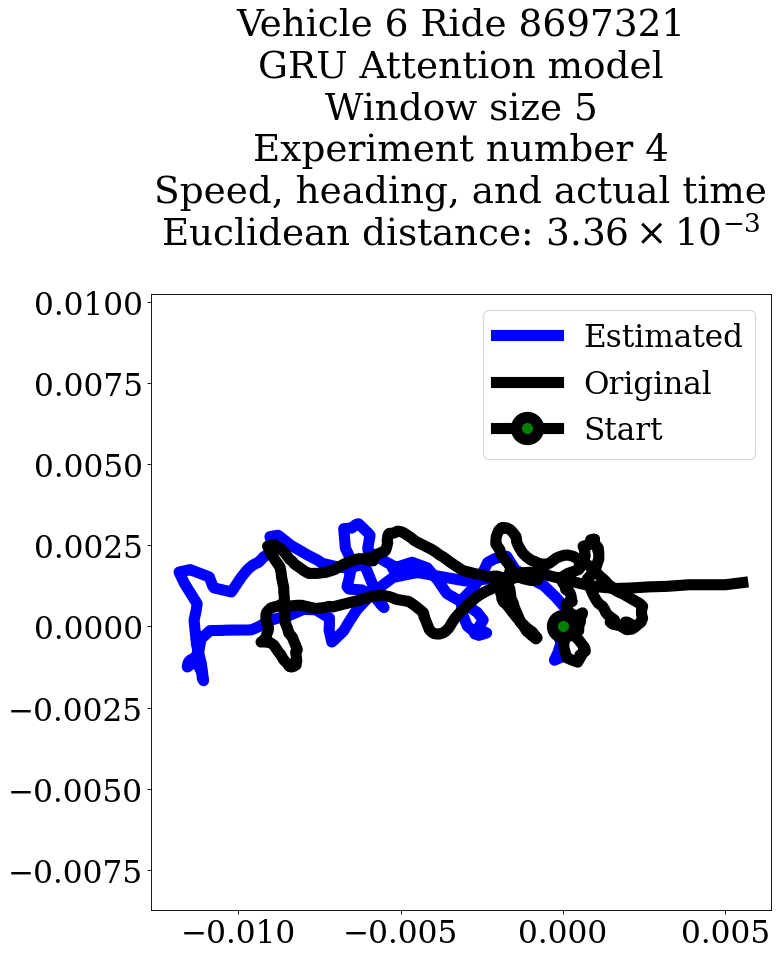 Vehicle 6 Ride 8697321
GRU Attention model
Window size 5
Experiment number 4
Speed, heading, and actual time
Euclidean distance: 3.36 × 10⁻³
Estimated
Original
Start
0.0100
0.0075
0.0050
0.0025
0.0000
−0.0025
−0.0050
−0.0075
−0.010 −0.005 0.000 0.005